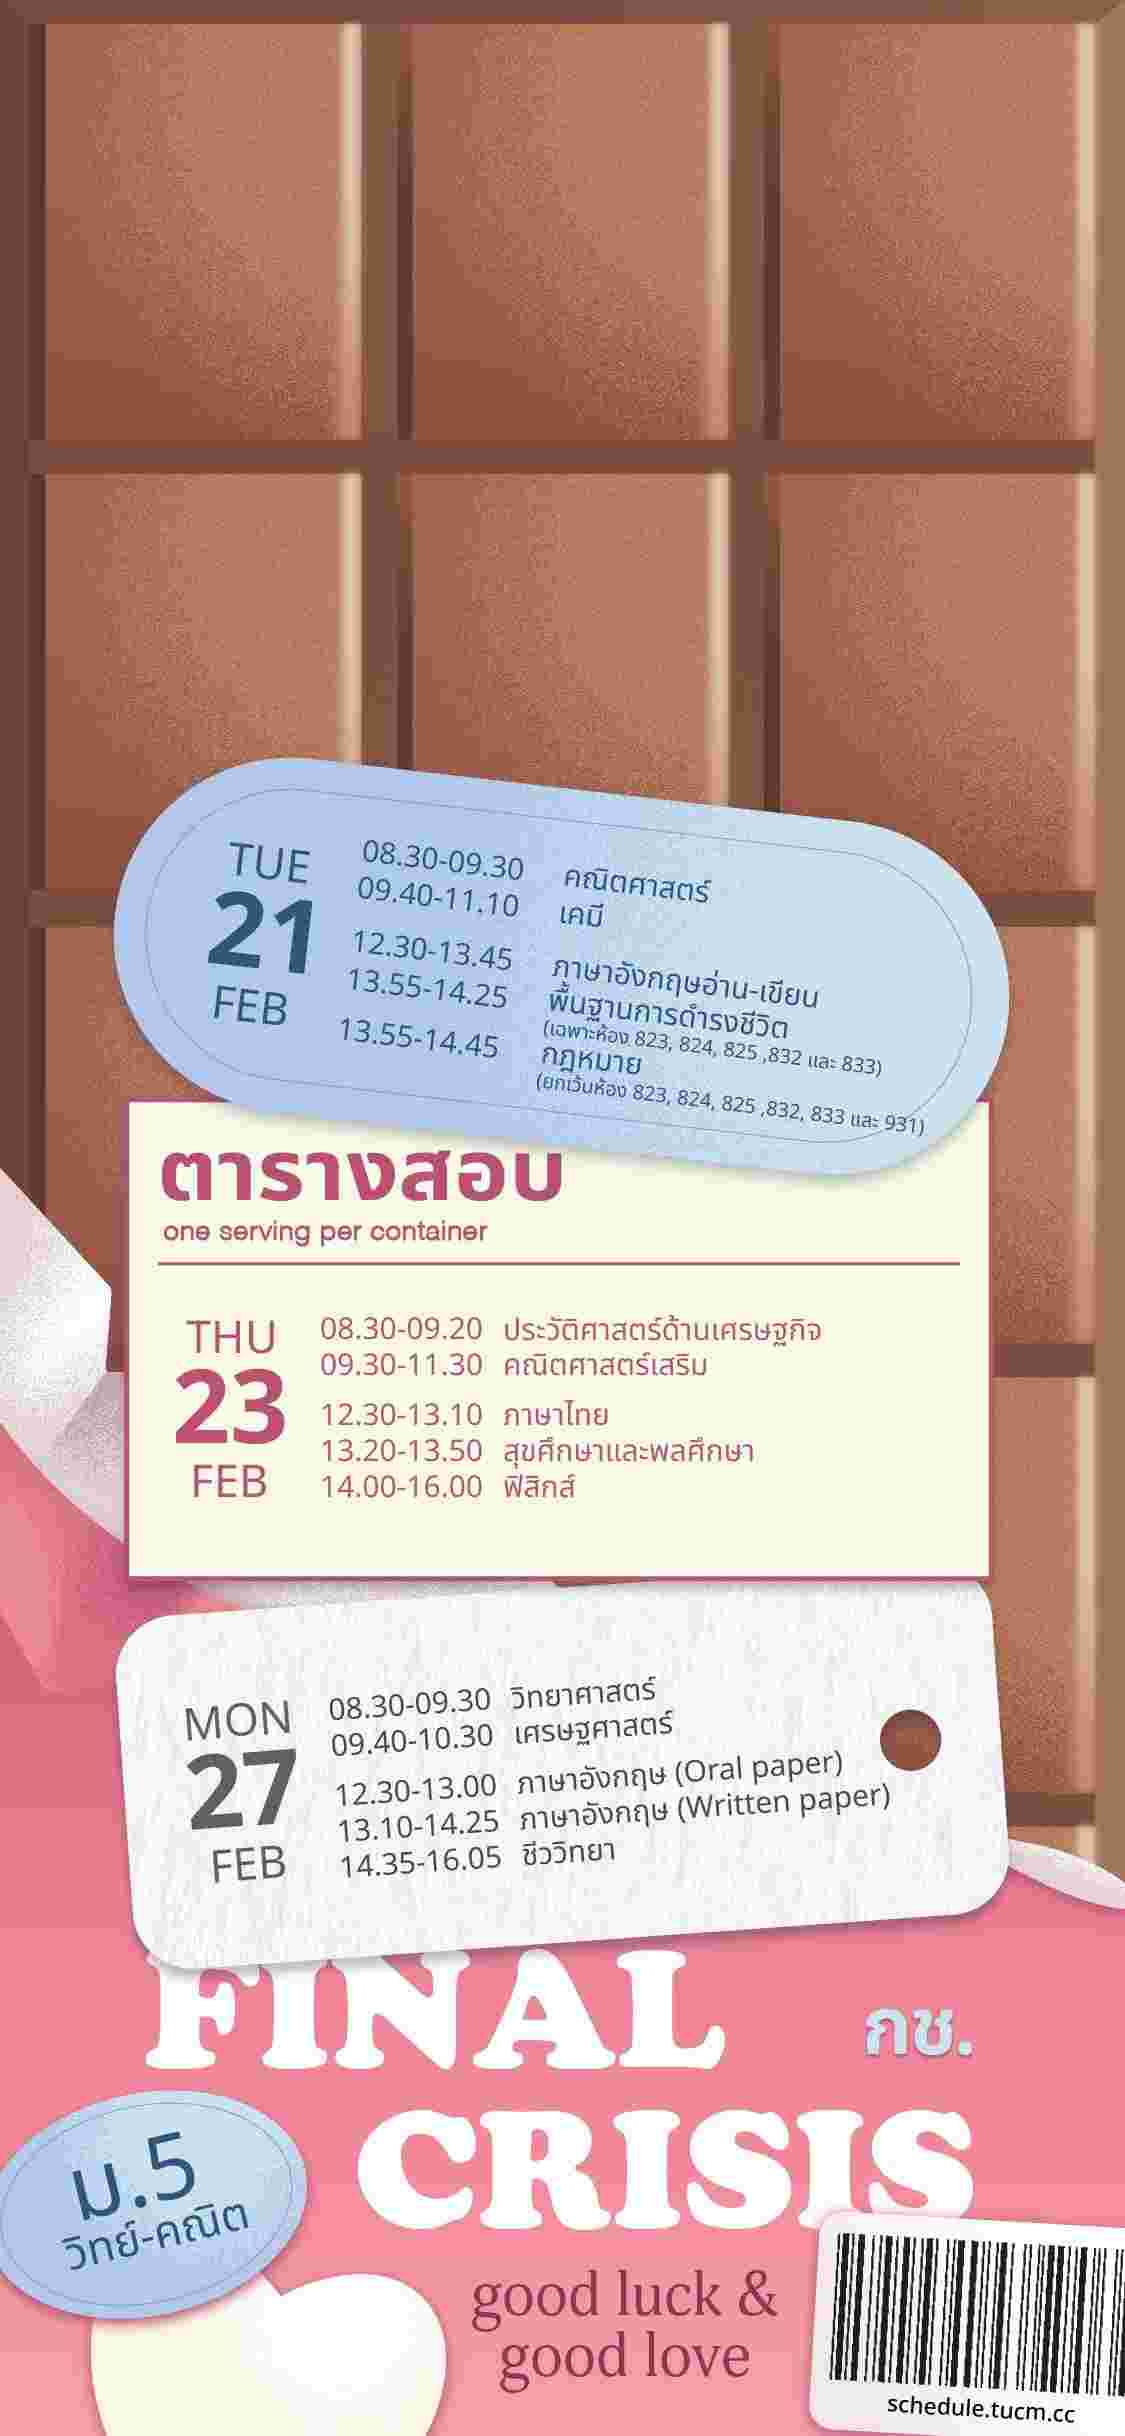 TUE
21
FEB
08.30-09.30 คณิตศาสตร์
09.40-11.10 เคมี
12.30-13.45 ภาษาอังกฤษอ่าน-เขียน
13.55-14.25 พื้นฐานการดำรงชีวิต
(เฉพาะห้อง 823, 824, 825 ,832 และ 833)
13.55-14.45 กฎหมาย
(ยกเว้นห้อง 823, 824, 825 ,832, 833 และ 931)
ตารางสอบ
one serving per container
THU
23
FEB
08.30-09.20 ประวัติศาสตร์ด้านเศรษฐกิจ
09.30-11.30 คณิตศาสตร์เสริม
12.30-13.10 ภาษาไทย
13.20-13.50 สุขศึกษาและพลศึกษา
14.00-16.00 ฟิสิกส์
MON
27
FEB
08.30-09.30 วิทยาศาสตร์
09.40-10.30 เศรษฐศาสตร์
12.30-13.00 ภาษาอังกฤษ (Oral paper)
13.10-14.25 ภาษาอังกฤษ (Written paper)
14.35-16.05 ชีววิทยา
FINAL
กช.
CRISIS
ม.5
วิทย์-คณิต
good luck &
good love
schedule.tucm.cc